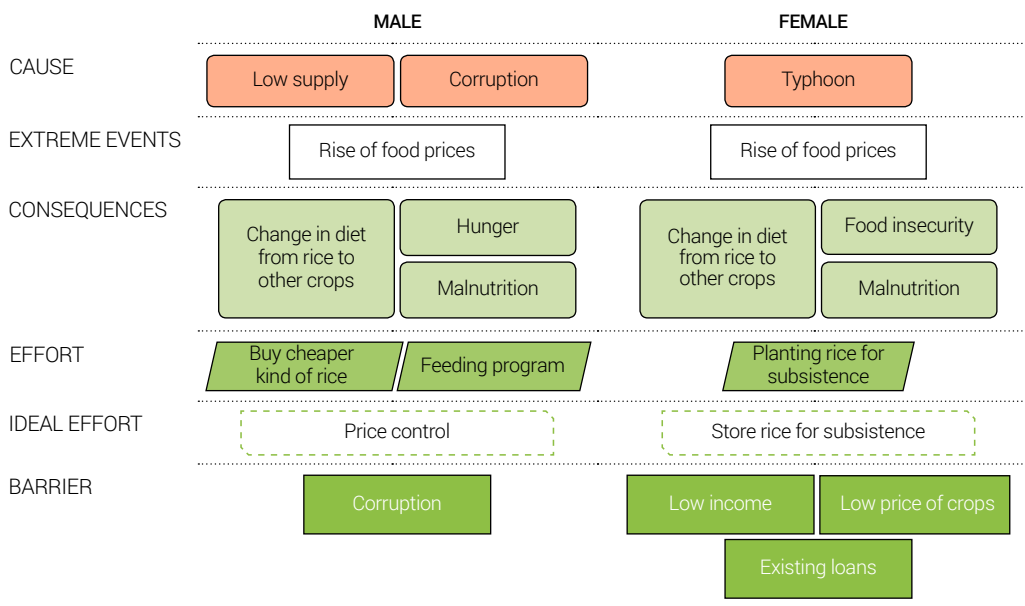 MALE
FEMALE
CAUSE
Low supply
Corruption
Typhoon
EXTREME EVENTS
Rise of food prices
Rise of food prices
CONSEQUENCES
Change in diet
from rice to
other crops
Hunger
Malnutrition
Change in diet
from rice to
other crops
Food insecurity
Malnutrition
EFFORT
Buy cheaper
kind of rice
Feeding program
Planting rice for
subsistence
IDEAL EFFORT
Price control
Store rice for subsistence
BARRIER
Corruption
Low income
Low price of crops
Existing loans